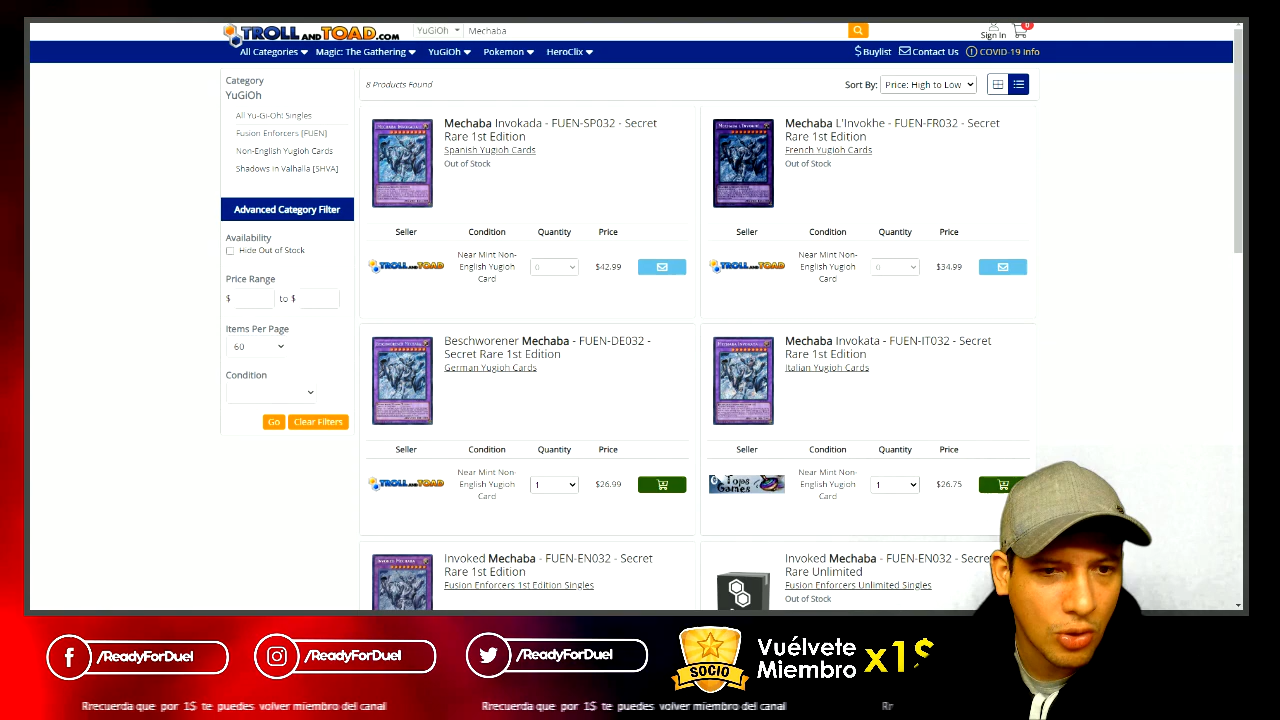 TROLL AND TOAD.COM
YuGiOh
Mechaba
Sign In
0
All Categories
Magic: The Gathering
YuGiOh
Pokemon
HeroClix
$Buylist
Contact Us
COVID-19 Info
Category
YuGiOh
All Yu-Gi-Oh! Singles
Fusion Enforcers [FUEN]
Non-English Yugioh Cards
Shadows in Valhalla [SHVA]
Advanced Category Filter
Availability
Hide Out of Stock
Price Range
$ to $
Items Per Page
60
Condition
Go
Clear Filters
8 Products Found
Sort By: Price: High to Low
Mechaba Invokada - FUEN-SP032 - Secret
Rare 1st Edition
Spanish Yugioh Cards
Out of Stock
Seller Condition Quantity Price
TROLL AND TOAD
Near Mint Non-
English Yugioh
Card
0
$42.99
Mechaba L'Invokhe - FUEN-FR032 - Secret
Rare 1st Edition
French Yugioh Cards
Out of Stock
Seller Condition Quantity Price
TROLL AND TOAD
Near Mint Non-
English Yugioh
Card
0
$34.99
Beschworener Mechaba - FUEN-DE032 -
Secret Rare 1st Edition
German Yugioh Cards
Seller Condition Quantity Price
TROLL AND TOAD
Near Mint Non-
English Yugioh
Card
1
$26.99
Mechaba Invokata - FUEN-IT032 - Secret
Rare 1st Edition
Italian Yugioh Cards
Seller Condition Quantity Price
Tops
Games
Near Mint Non-
English Yugioh
Card
1
$26.75
Invoked Mechaba - FUEN-EN032 - Secret
Rare 1st Edition
Fusion Enforcers 1st Edition Singles
Invoked Mechaba - FUEN-EN032 - Secret
Rare Unlimited
Fusion Enforcers Unlimited Singles
Out of Stock
/ReadyForDuel
/ReadyForDuel
/ReadyForDuel
SOCIO
Vuélvete
Miembro
x1$
Rrecuerda que por 1$ te puedes volver miembro del canal
Rrecuerda que por 1$ te puedes volver miembro del canal
Rr